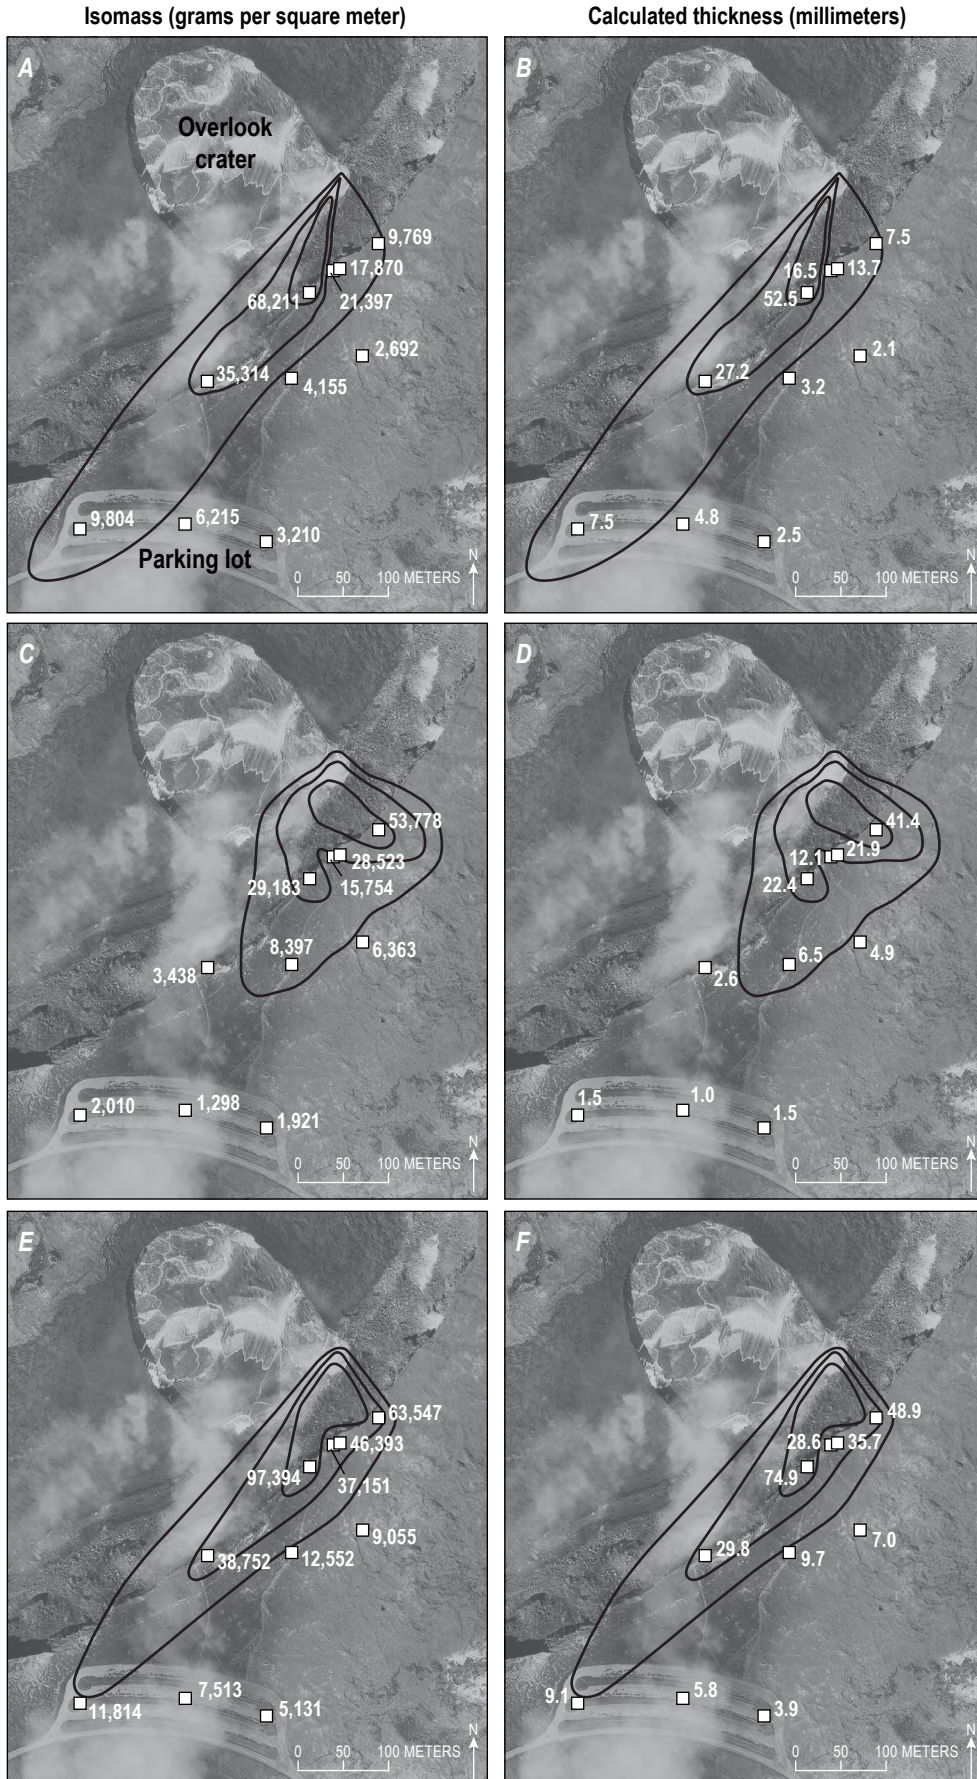 Isomass (grams per square meter)
Calculated thickness (millimeters)
A
Overlook
crater
9,769
17,870
68,211
21,397
2,692
35,314
4,155
9,804
6,215
3,210
Parking lot
0 50 100 METERS
N
B
7.5
16.5
13.7
52.5
2.1
27.2
3.2
7.5
4.8
2.5
0 50 100 METERS
N
C
53,778
28,523
29,183
15,754
8,397
6,363
3,438
2,010
1,298
1,921
0 50 100 METERS
N
D
41.4
12.1
21.9
22.4
6.5
4.9
2.6
1.5
1.0
1.5
0 50 100 METERS
N
E
63,547
46,393
97,394
37,151
9,055
38,752
12,552
7,513
11,814
5,131
0 50 100 METERS
N
F
48.9
28.6
35.7
74.9
7.0
29.8
9.7
9.1
5.8
3.9
0 50 100 METERS
N